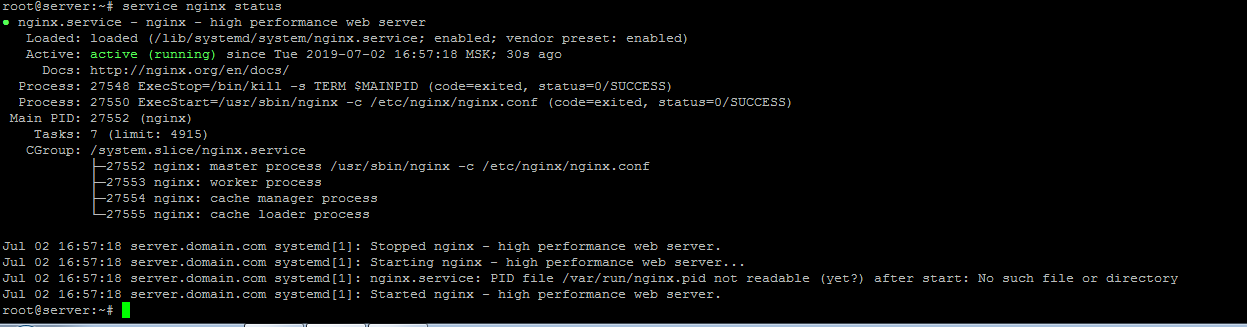 root@server:~# service nginx status
● nginx.service - nginx - high performance web server
   Loaded: loaded (/lib/systemd/system/nginx.service; enabled; vendor preset: enabled)
   Active: active (running) since Tue 2019-07-02 16:57:18 MSK; 30s ago
     Docs: http://nginx.org/en/docs/
  Process: 27548 ExecStop=/bin/kill -s TERM $MAINPID (code=exited, status=0/SUCCESS)
  Process: 27550 ExecStart=/usr/sbin/nginx -c /etc/nginx/nginx.conf (code=exited, status=0/SUCCESS)
 Main PID: 27552 (nginx)
    Tasks: 7 (limit: 4915)
   CGroup: /system.slice/nginx.service
           ├─27552 nginx: master process /usr/sbin/nginx -c /etc/nginx/nginx.conf
           ├─27553 nginx: worker process
           ├─27554 nginx: cache manager process
           └─27555 nginx: cache loader process

Jul 02 16:57:18 server.domain.com systemd[1]: Stopped nginx - high performance web server.
Jul 02 16:57:18 server.domain.com systemd[1]: Starting nginx - high performance web server...
Jul 02 16:57:18 server.domain.com systemd[1]: nginx.service: PID file /var/run/nginx.pid not readable (yet?) after start: No such file or directory
Jul 02 16:57:18 server.domain.com systemd[1]: Started nginx - high performance web server.
root@server:~#